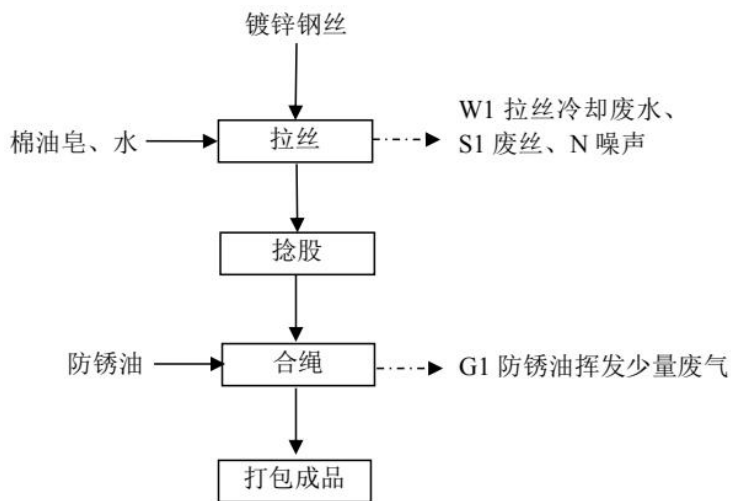 镀锌钢丝
W1 拉丝冷却废水、
棉油皂、水
拉丝
S1 废丝、N 噪声
捻股
防锈油
合绳
G1 防锈油挥发少量废气
打包成品